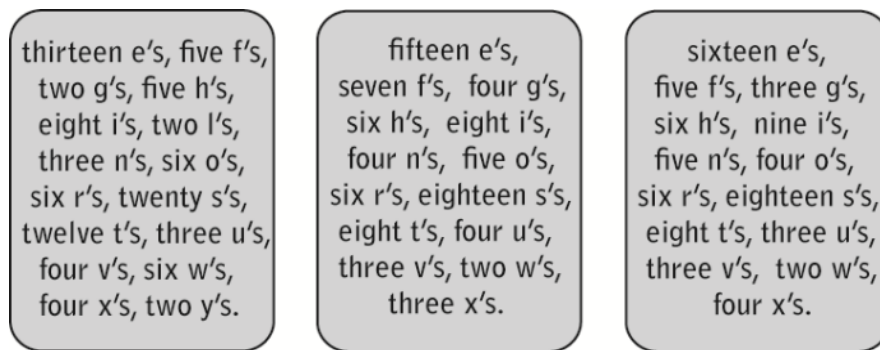 thirteen e's, five f's,
two g's, five h's,
eight i's, two l's,
three n's, six o's,
six r's, twenty s's,
twelve t's, three u's,
four v's, six w's,
four x's, two y's.
fifteen e's,
seven f's, four g's,
six h's, eight i's,
four n's, five o's,
six r's, eighteen s's,
eight t's, four u's,
three v's, two w's,
three x's.
sixteen e's,
five f's, three g's,
six h's, nine i's,
five n's, four o's,
six r's, eighteen s's,
eight t's, three u's,
three v's, two w's,
four x's.